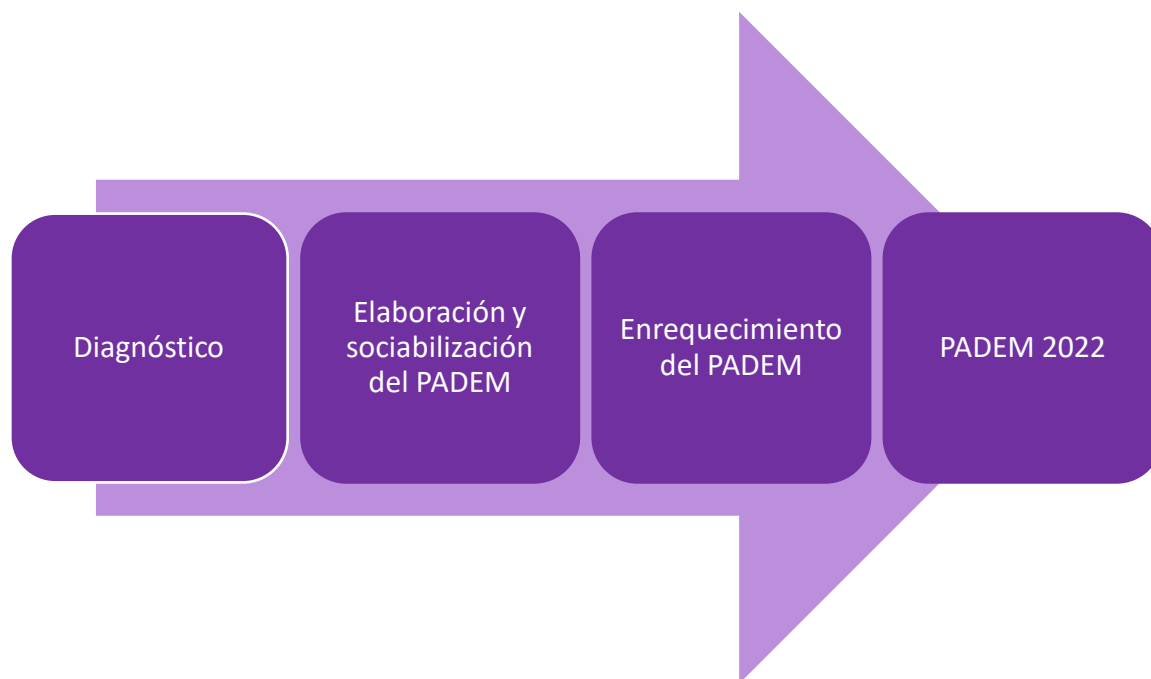 Diagnóstico
Elaboración y
sociabilización
del PADEM
Enrequecimiento
del PADEM
PADEM 2022